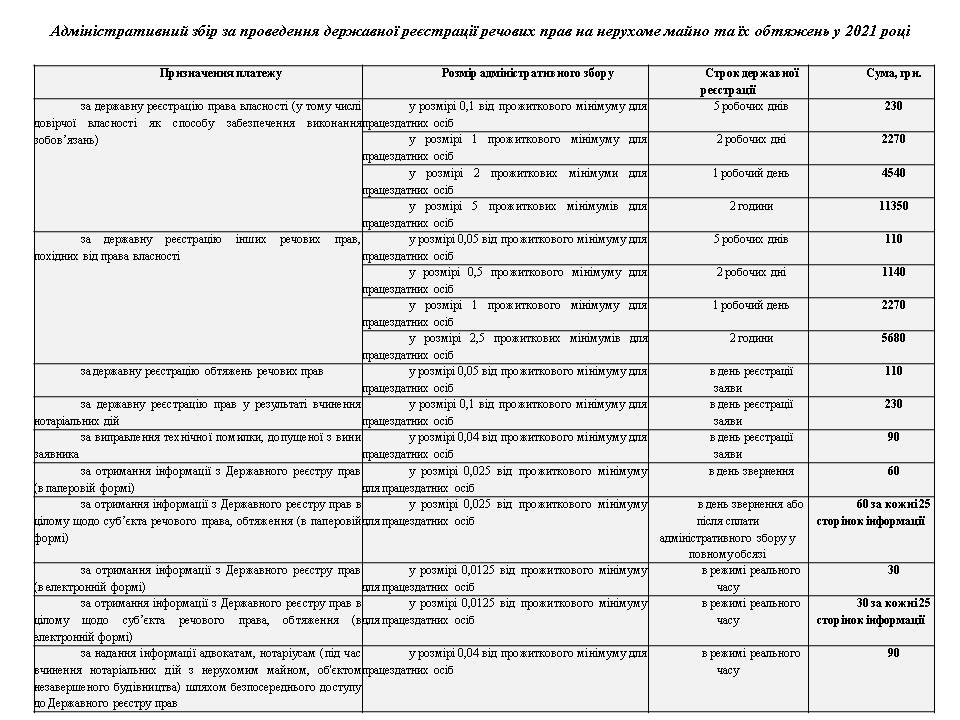 Адміністративний збір за проведення державної реєстрації речових прав на нерухоме майно та їх обтяжень у 2021 році
Призначення платежу
Розмір адміністративного збору
Строк державної
реєстрації
Сума, грн.
за державну реєстрацію права власності (у тому числі
довірчої власності як способу забезпечення виконання
зобов’язань)
у розмірі 0,1 від прожиткового мінімуму для
працездатних осіб
5 робочих днів
230
у розмірі 1 прожиткового мінімуму для
працездатних осіб
2 робочих дні
2270
у розмірі 2 прожиткових мінімуми для
працездатних осіб
1 робочий день
4540
у розмірі 5 прожиткових мінімумів для
працездатних осіб
2 години
11350
за державну реєстрацію інших речових прав,
похідних від права власності
у розмірі 0,05 від прожиткового мінімуму для
працездатних осіб
5 робочих днів
110
у розмірі 0,5 прожиткового мінімуму для
працездатних осіб
2 робочих дні
1140
у розмірі 1 прожиткового мінімуму для
працездатних осіб
1 робочий день
2270
у розмірі 2,5 прожиткових мінімумів для
працездатних осіб
2 години
5680
за державну реєстрацію обтяжень речових прав
у розмірі 0,05 від прожиткового мінімуму для
працездатних осіб
в день реєстрації
заяви
110
за державну реєстрацію прав у результаті вчинення
нотаріальних дій
у розмірі 0,1 від прожиткового мінімуму для
працездатних осіб
в день реєстрації
заяви
230
за виправлення технічної помилки, допущеної з вини
заявника
у розмірі 0,04 від прожиткового мінімуму для
працездатних осіб
в день реєстрації
заяви
90
за отримання інформації з Державного реєстру прав
(в паперовій формі)
у розмірі 0,025 від прожиткового мінімуму
для працездатних осіб
в день звернення
60
за отримання інформації з Державного реєстру прав в
цілому щодо суб’єкта речового права, обтяження (в паперовій
формі)
у розмірі 0,025 від прожиткового мінімуму
для працездатних осіб
в день звернення або
після сплати
адміністративного збору у
повному обсязі
60 за кожні 25
сторінок інформації
за отримання інформації з Державного реєстру прав
(в електронній формі)
у розмірі 0,0125 від прожиткового мінімуму
для працездатних осіб
в режимі реального
часу
30
за отримання інформації з Державного реєстру прав в
цілому щодо суб’єкта речового права, обтяження (в
електронній формі)
у розмірі 0,0125 від прожиткового мінімуму
для працездатних осіб
в режимі реального
часу
30 за кожні 25
сторінок інформації
за надання інформації адвокатам, нотаріусам (під час
вчинення нотаріальних дій з нерухомим майном, об'єктом
незавершеного будівництва) шляхом безпосереднього доступу
до Державного реєстру прав
у розмірі 0,04 від прожиткового мінімуму для
працездатних осіб
в режимі реального
часу
90